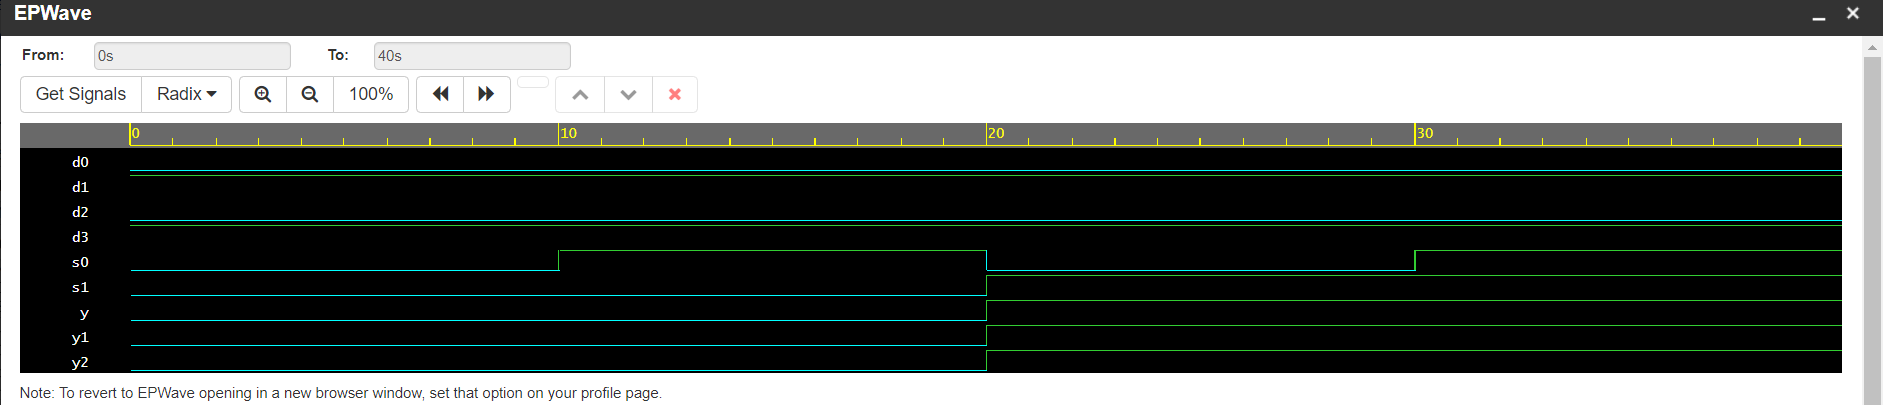 EPWave
From: 0s To: 40s
Get Signals Radix 100%
0 10 20 30
d0
d1
d2
d3
s0
s1
y
y1
y2
Note: To revert to EPWave opening in a new browser window, set that option on your profile page.